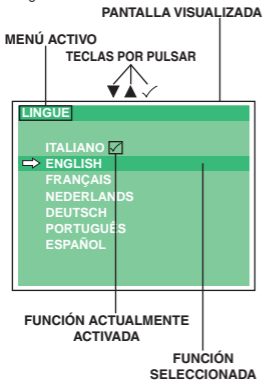 PANTALLA VISUALIZADA
MENÚ ACTIVO
TECLAS POR PULSAR
LINGUE
ITALIANO
ENGLISH
FRANÇAIS
NEDERLANDS
DEUTSCH
PORTUGUÊS
ESPAÑOL
FUNCIÓN ACTUALMENTE
ACTIVADA
FUNCIÓN
SELECCIONADA